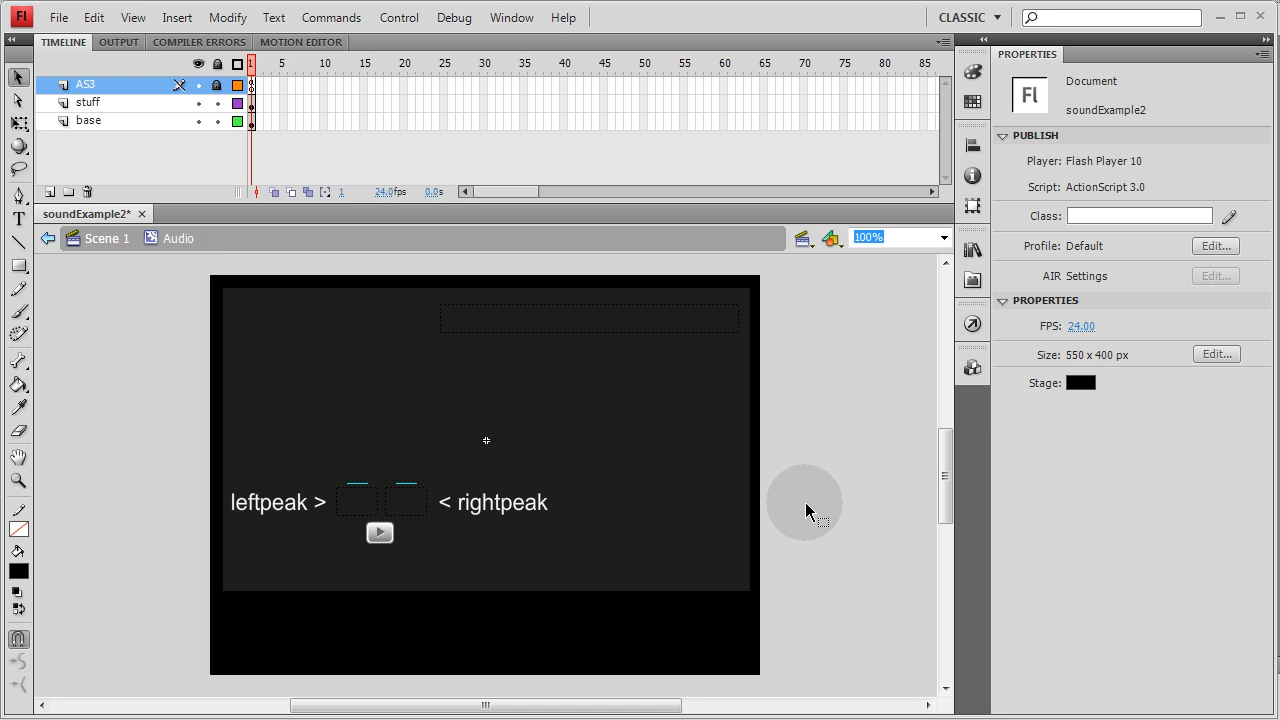 Fl File Edit View Insert Modify Text Commands Control Debug Window Help CLASSIC
TIMELINE OUTPUT COMPILER ERRORS MOTION EDITOR
PROPERTIES
1 5 10 15 20 25 30 35 40 45 50 55 60 65 70 75 80 85
AS3
stuff
base
1 24.0fps 0.0s
Fl
Document
soundExample2
PUBLISH
Player: Flash Player 10
Script: ActionScript 3.0
Class:
Profile: Default Edit...
AIR Settings Edit...
PROPERTIES
FPS: 24.00
Size: 550 x 400 px Edit...
Stage:
soundExample2*
Scene 1 Audio 100%
T
leftpeak > < rightpeak